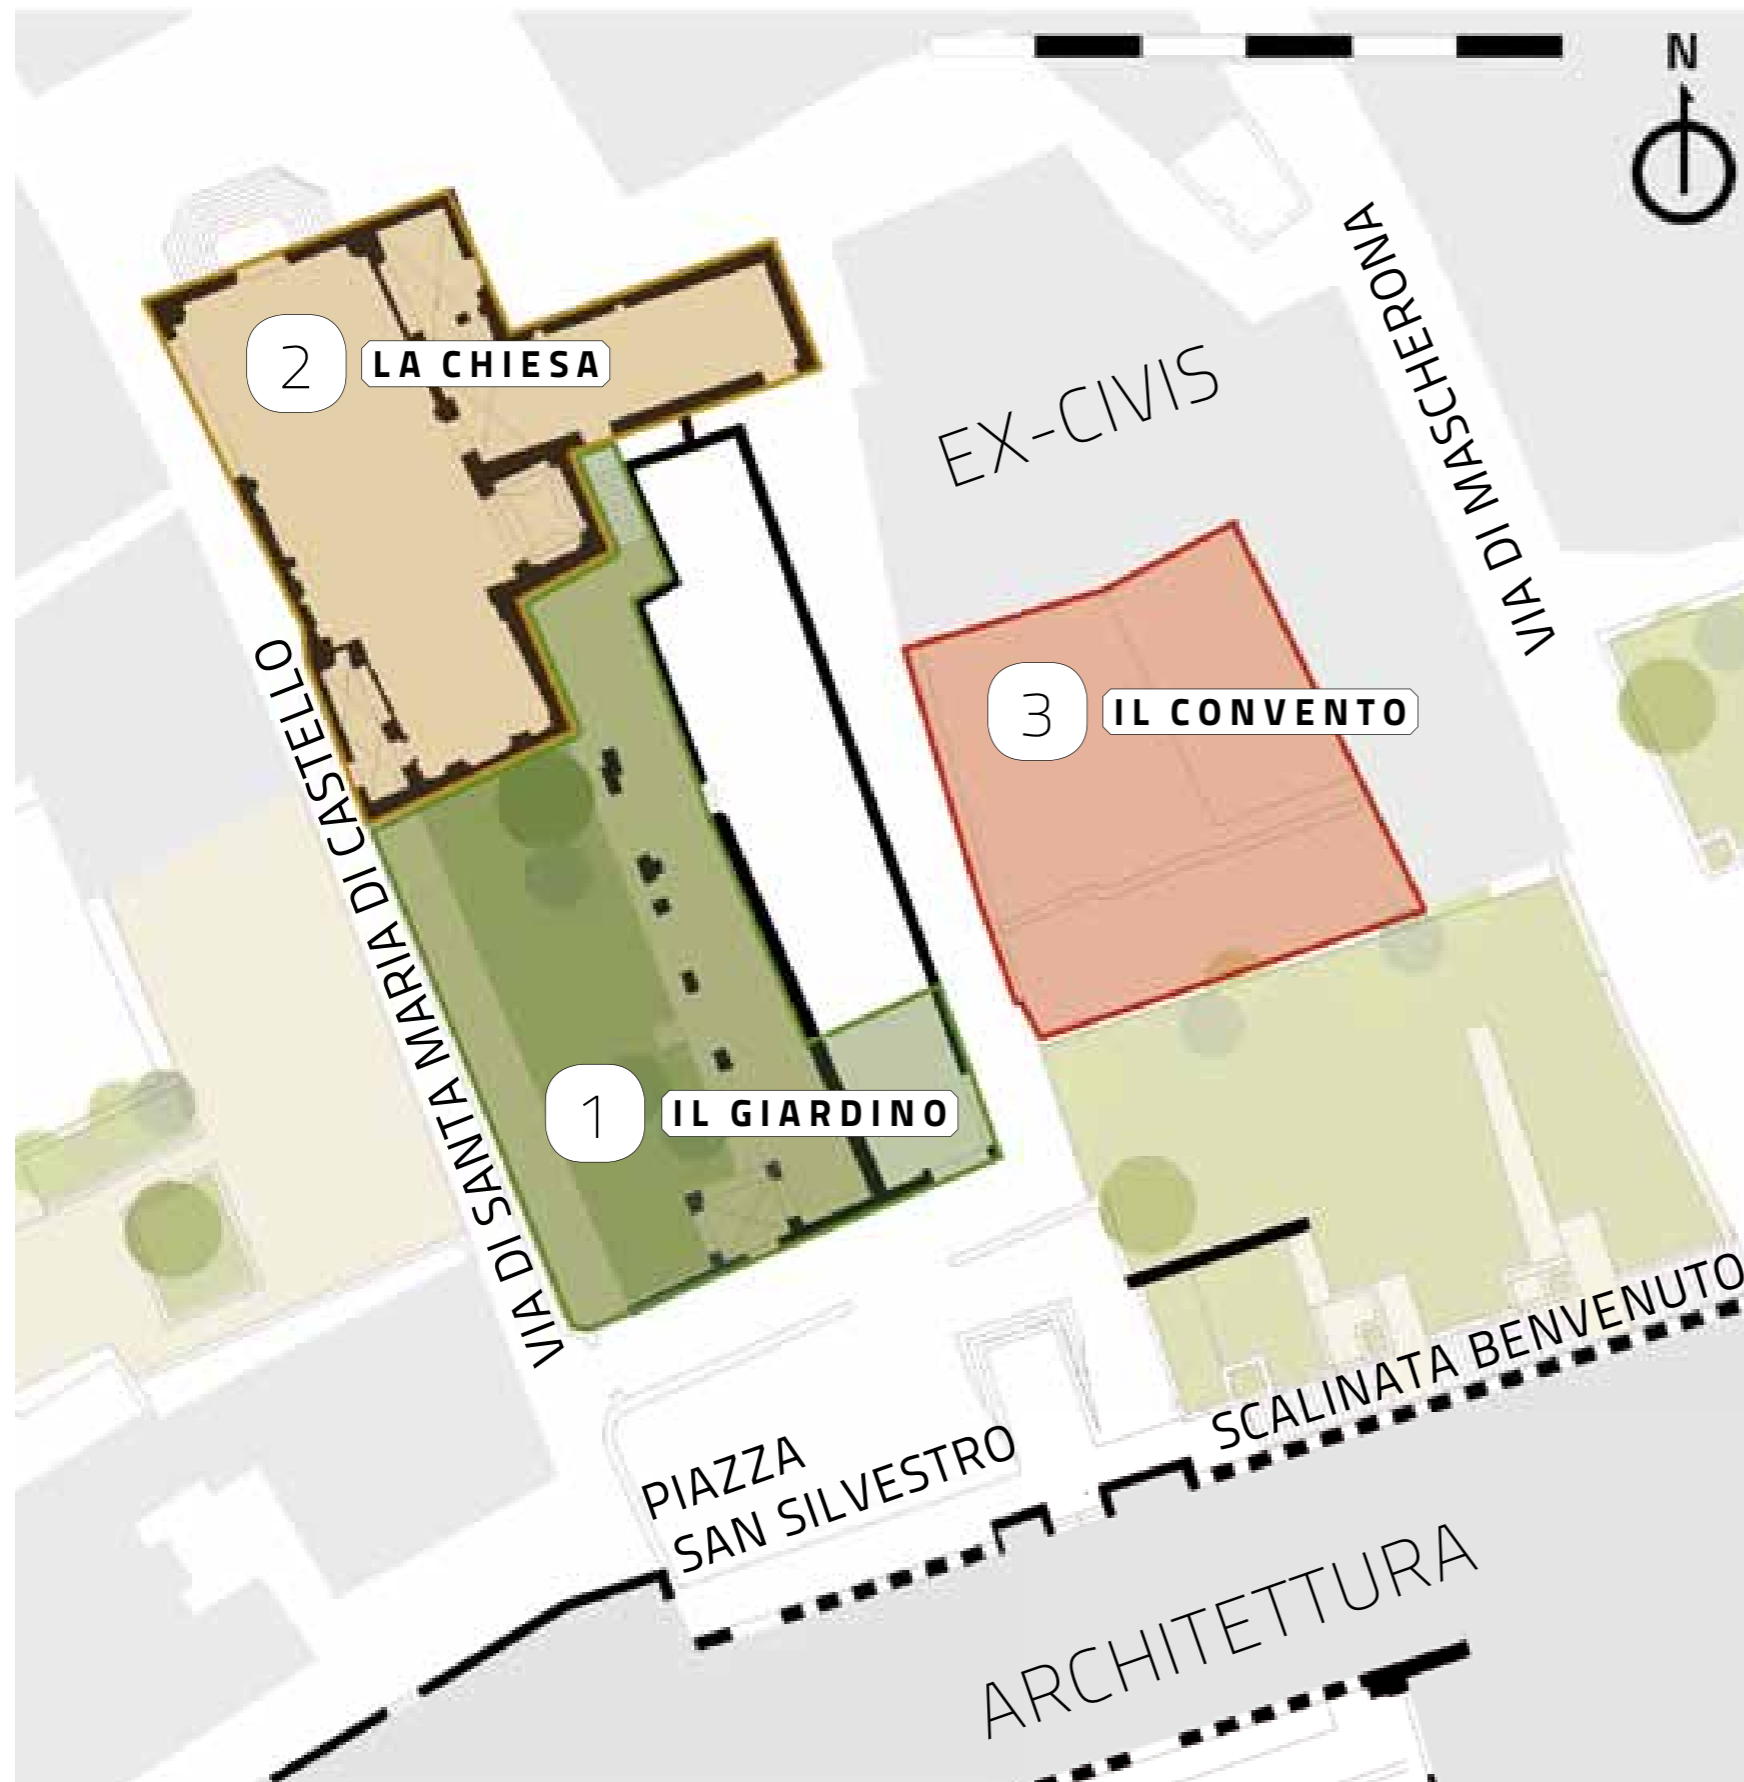 N
VIA DI MASCHERONA
2
LA CHIESA
EX-CIVIS
3
IL CONVENTO
VIA DI SANTA MARIA DI CASTELLO
1
IL GIARDINO
PIAZZA
SAN SILVESTRO
SCALINATA BENVENUTO
ARCHITETTURA